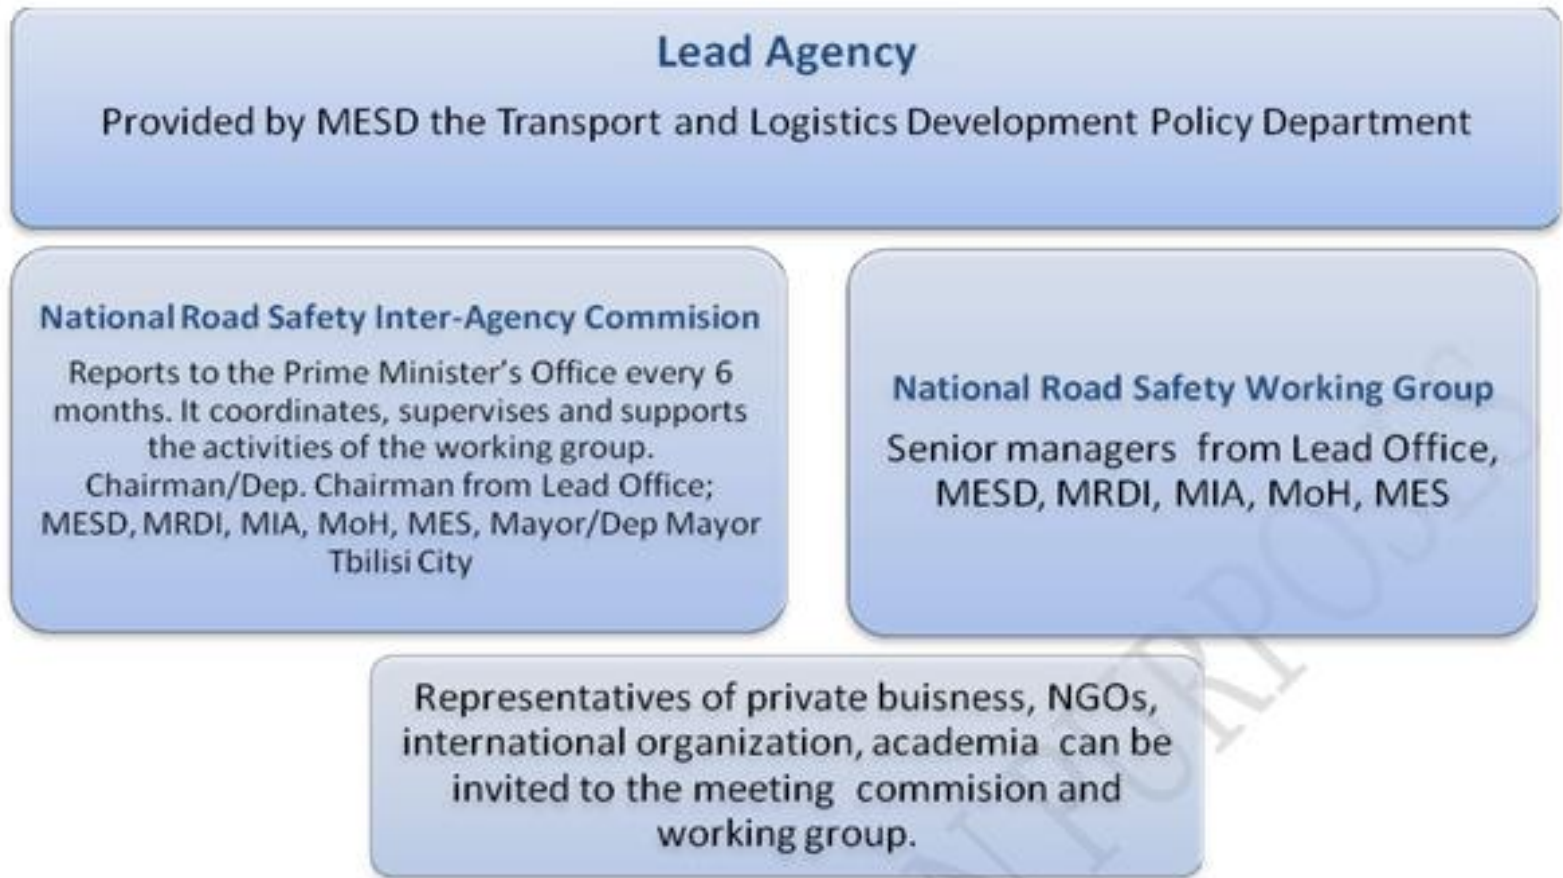 Lead Agency
Provided by MESD the Transport and Logistics Development Policy Department
National Road Safety Inter-Agency Commision
Reports to the Prime Minister's Office every 6
months. It coordinates, supervises and supports
the activities of the working group.
Chairman/Dep. Chairman from Lead Office;
MESD, MRDI, MIA, MoH, MES, Mayor/Dep Mayor
Tbilisi City
National Road Safety Working Group
Senior managers from Lead Office,
MESD, MRDI, MIA, MoH, MES
Representatives of private buisness, NGOs,
international organization, academia can be
invited to the meeting commision and
working group.
PURPOSES